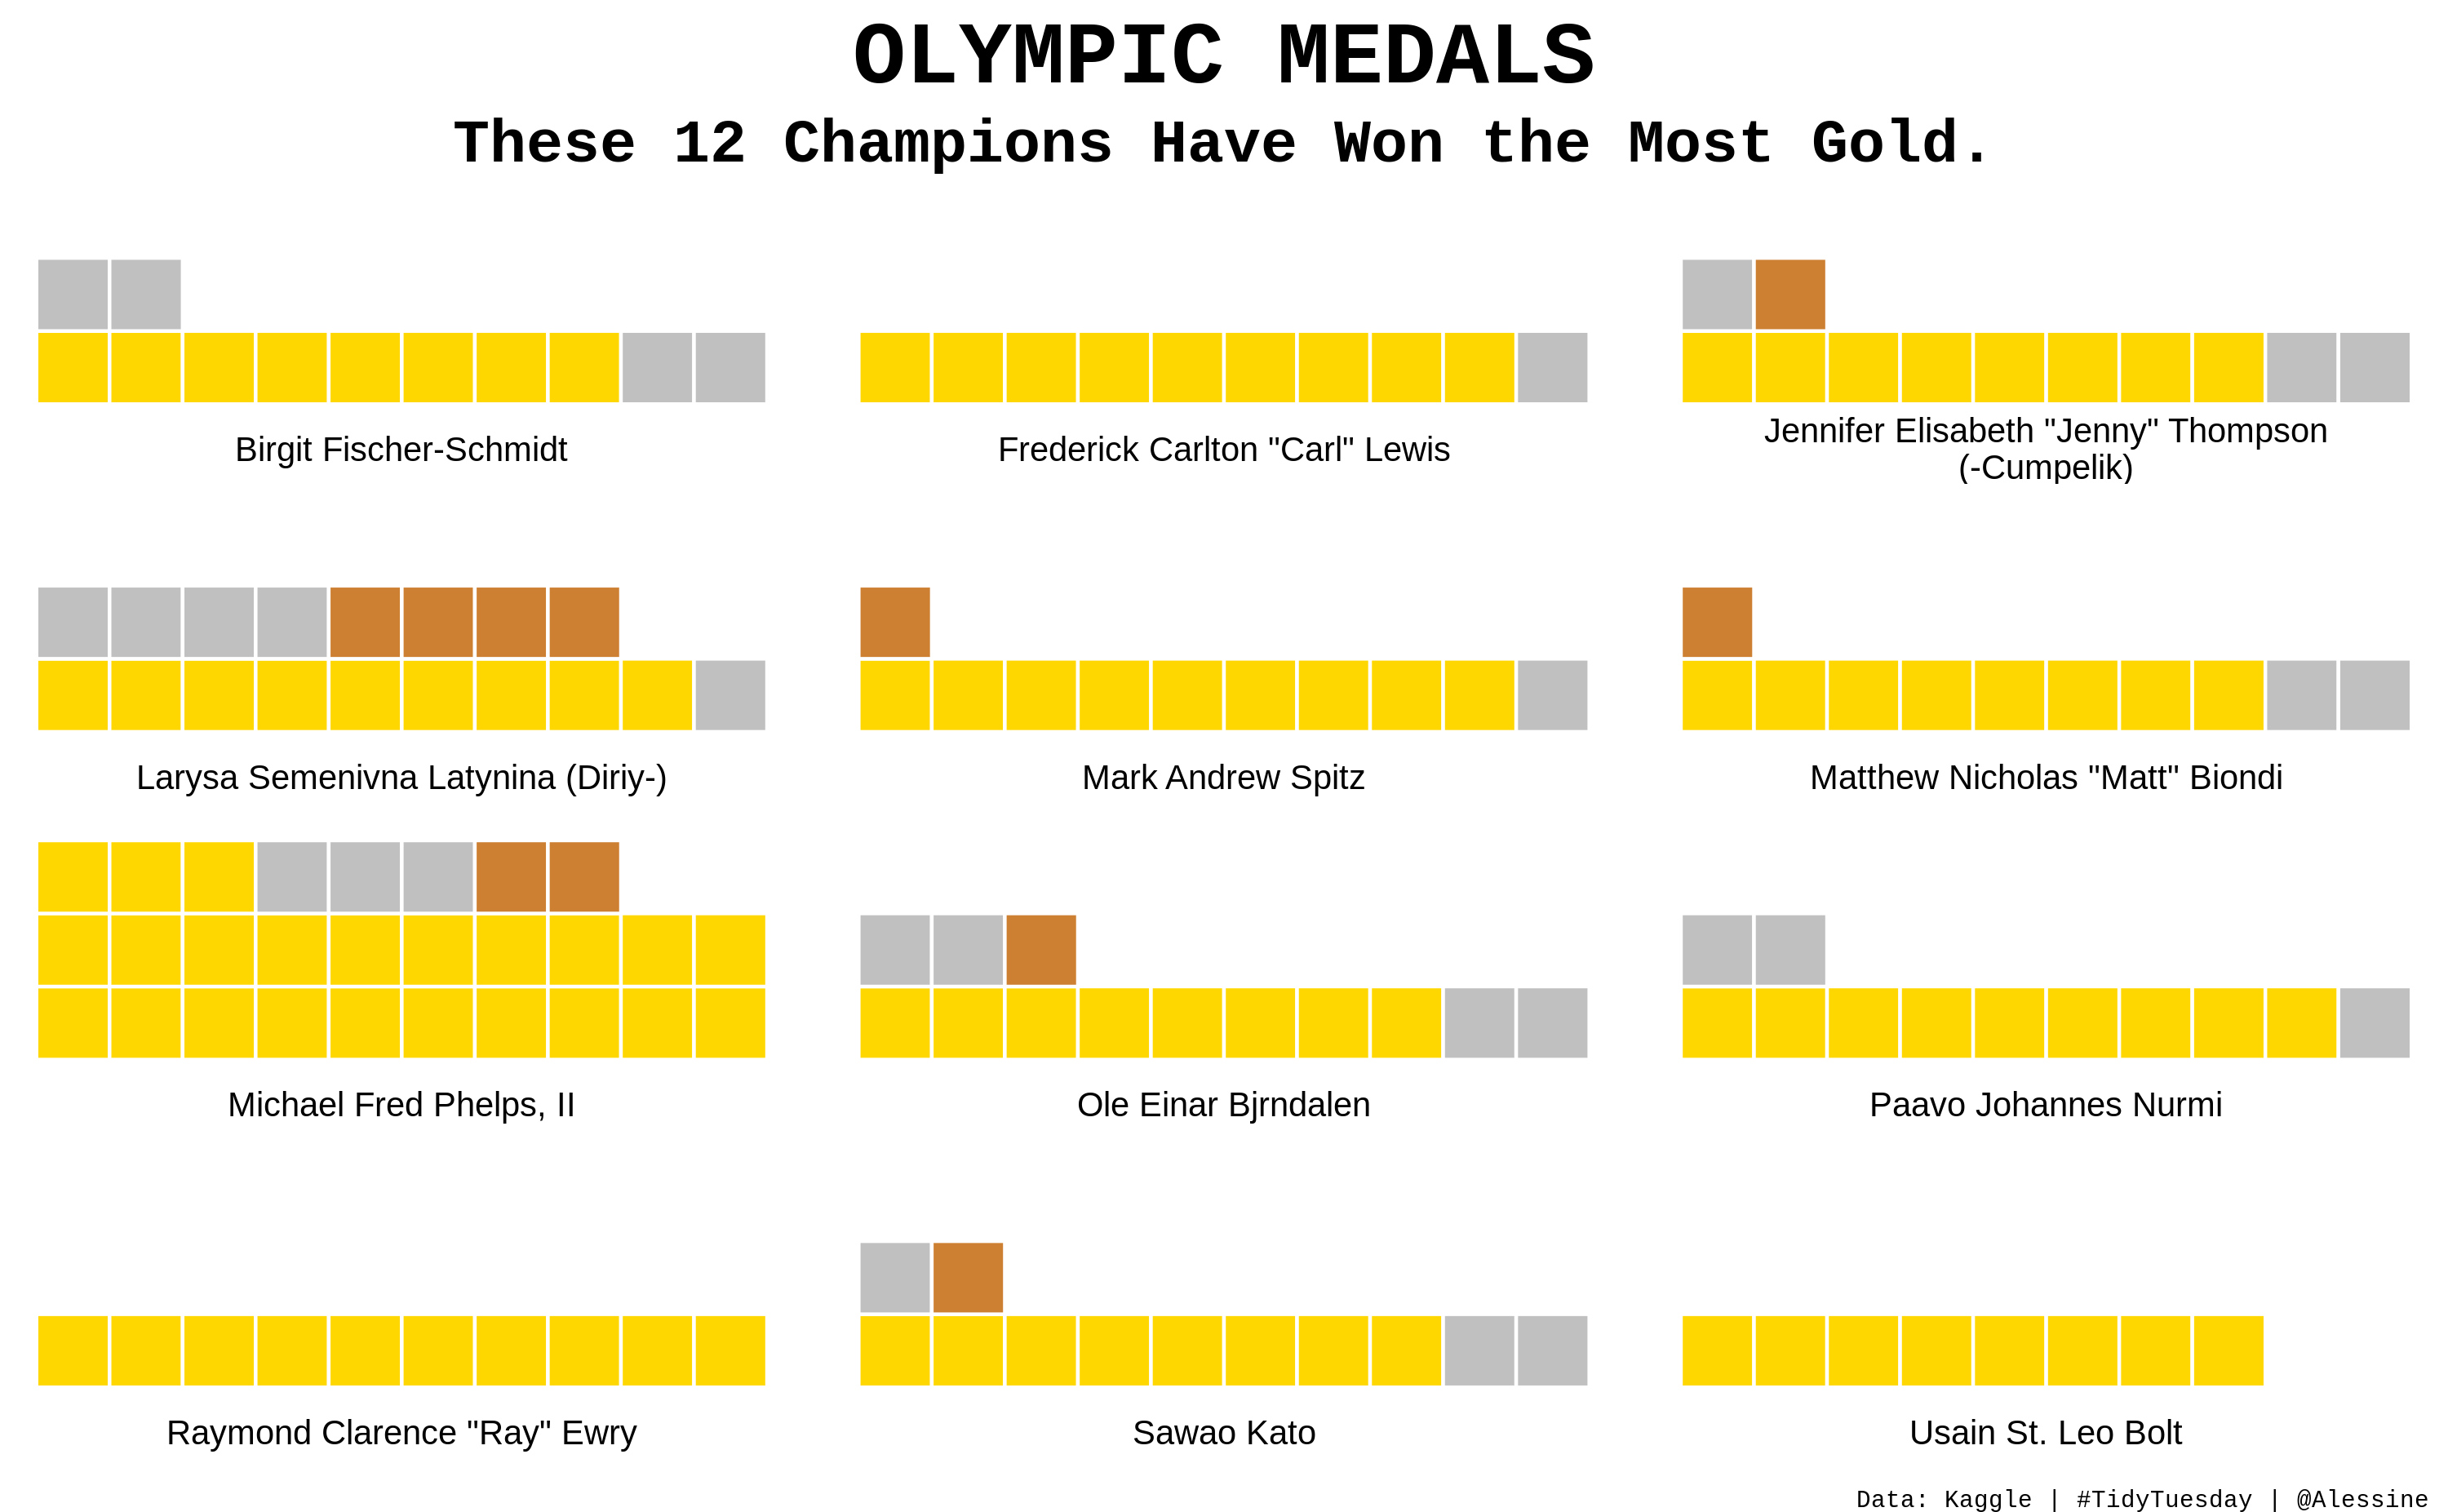 OLYMPIC MEDALS
These 12 Champions Have Won the Most Gold.
Birgit Fischer-Schmidt
Frederick Carlton "Carl" Lewis
Jennifer Elisabeth "Jenny" Thompson
(-Cumpelik)
Larysa Semenivna Latynina (Diriy-)
Mark Andrew Spitz
Matthew Nicholas "Matt" Biondi
Michael Fred Phelps, II
Ole Einar Bjrndalen
Paavo Johannes Nurmi
Raymond Clarence "Ray" Ewry
Sawao Kato
Usain St. Leo Bolt
Data: Kaggle | #TidyTuesday | @Alessine